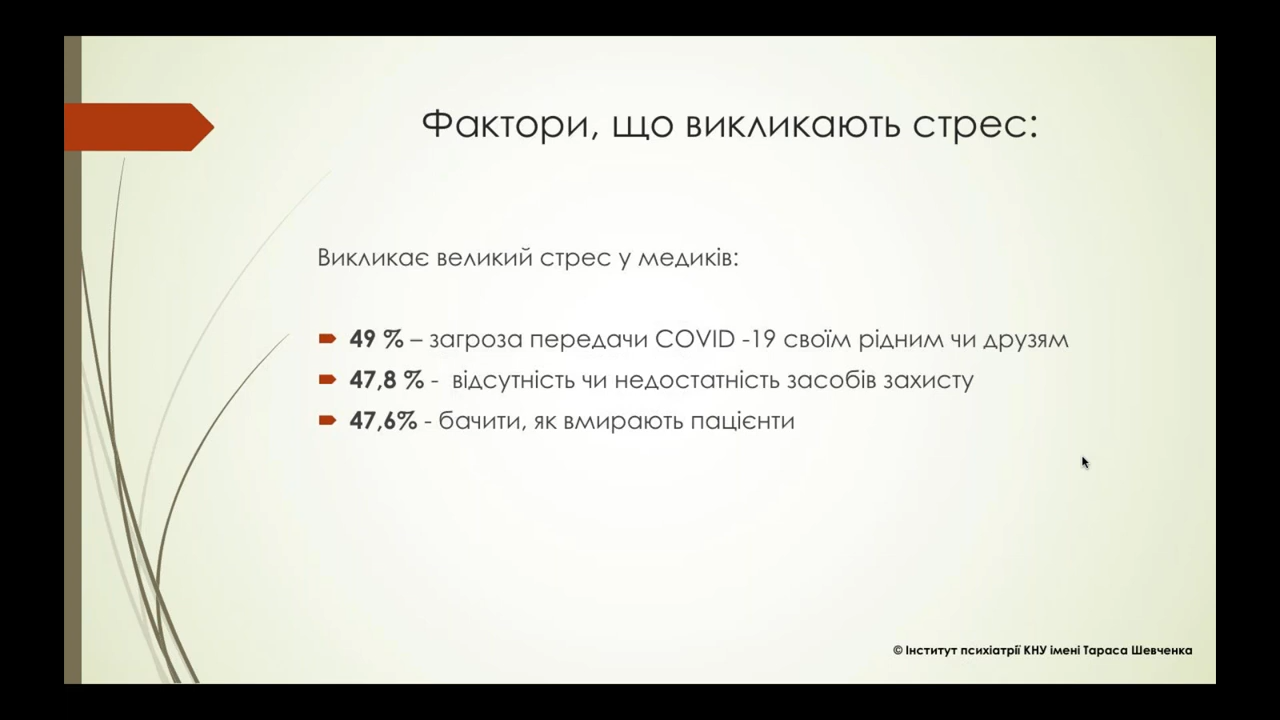 Фактори, що викликають стрес:
Викликає великий стрес у медиків:
49 % – загроза передачи COVID -19 своїм рідним чи друзям
47,8 % - відсутність чи недостатність засобів захисту
47,6% - бачити, як вмирають пацієнти
© Інститут психіатрії КНУ імені Тараса Шевченка